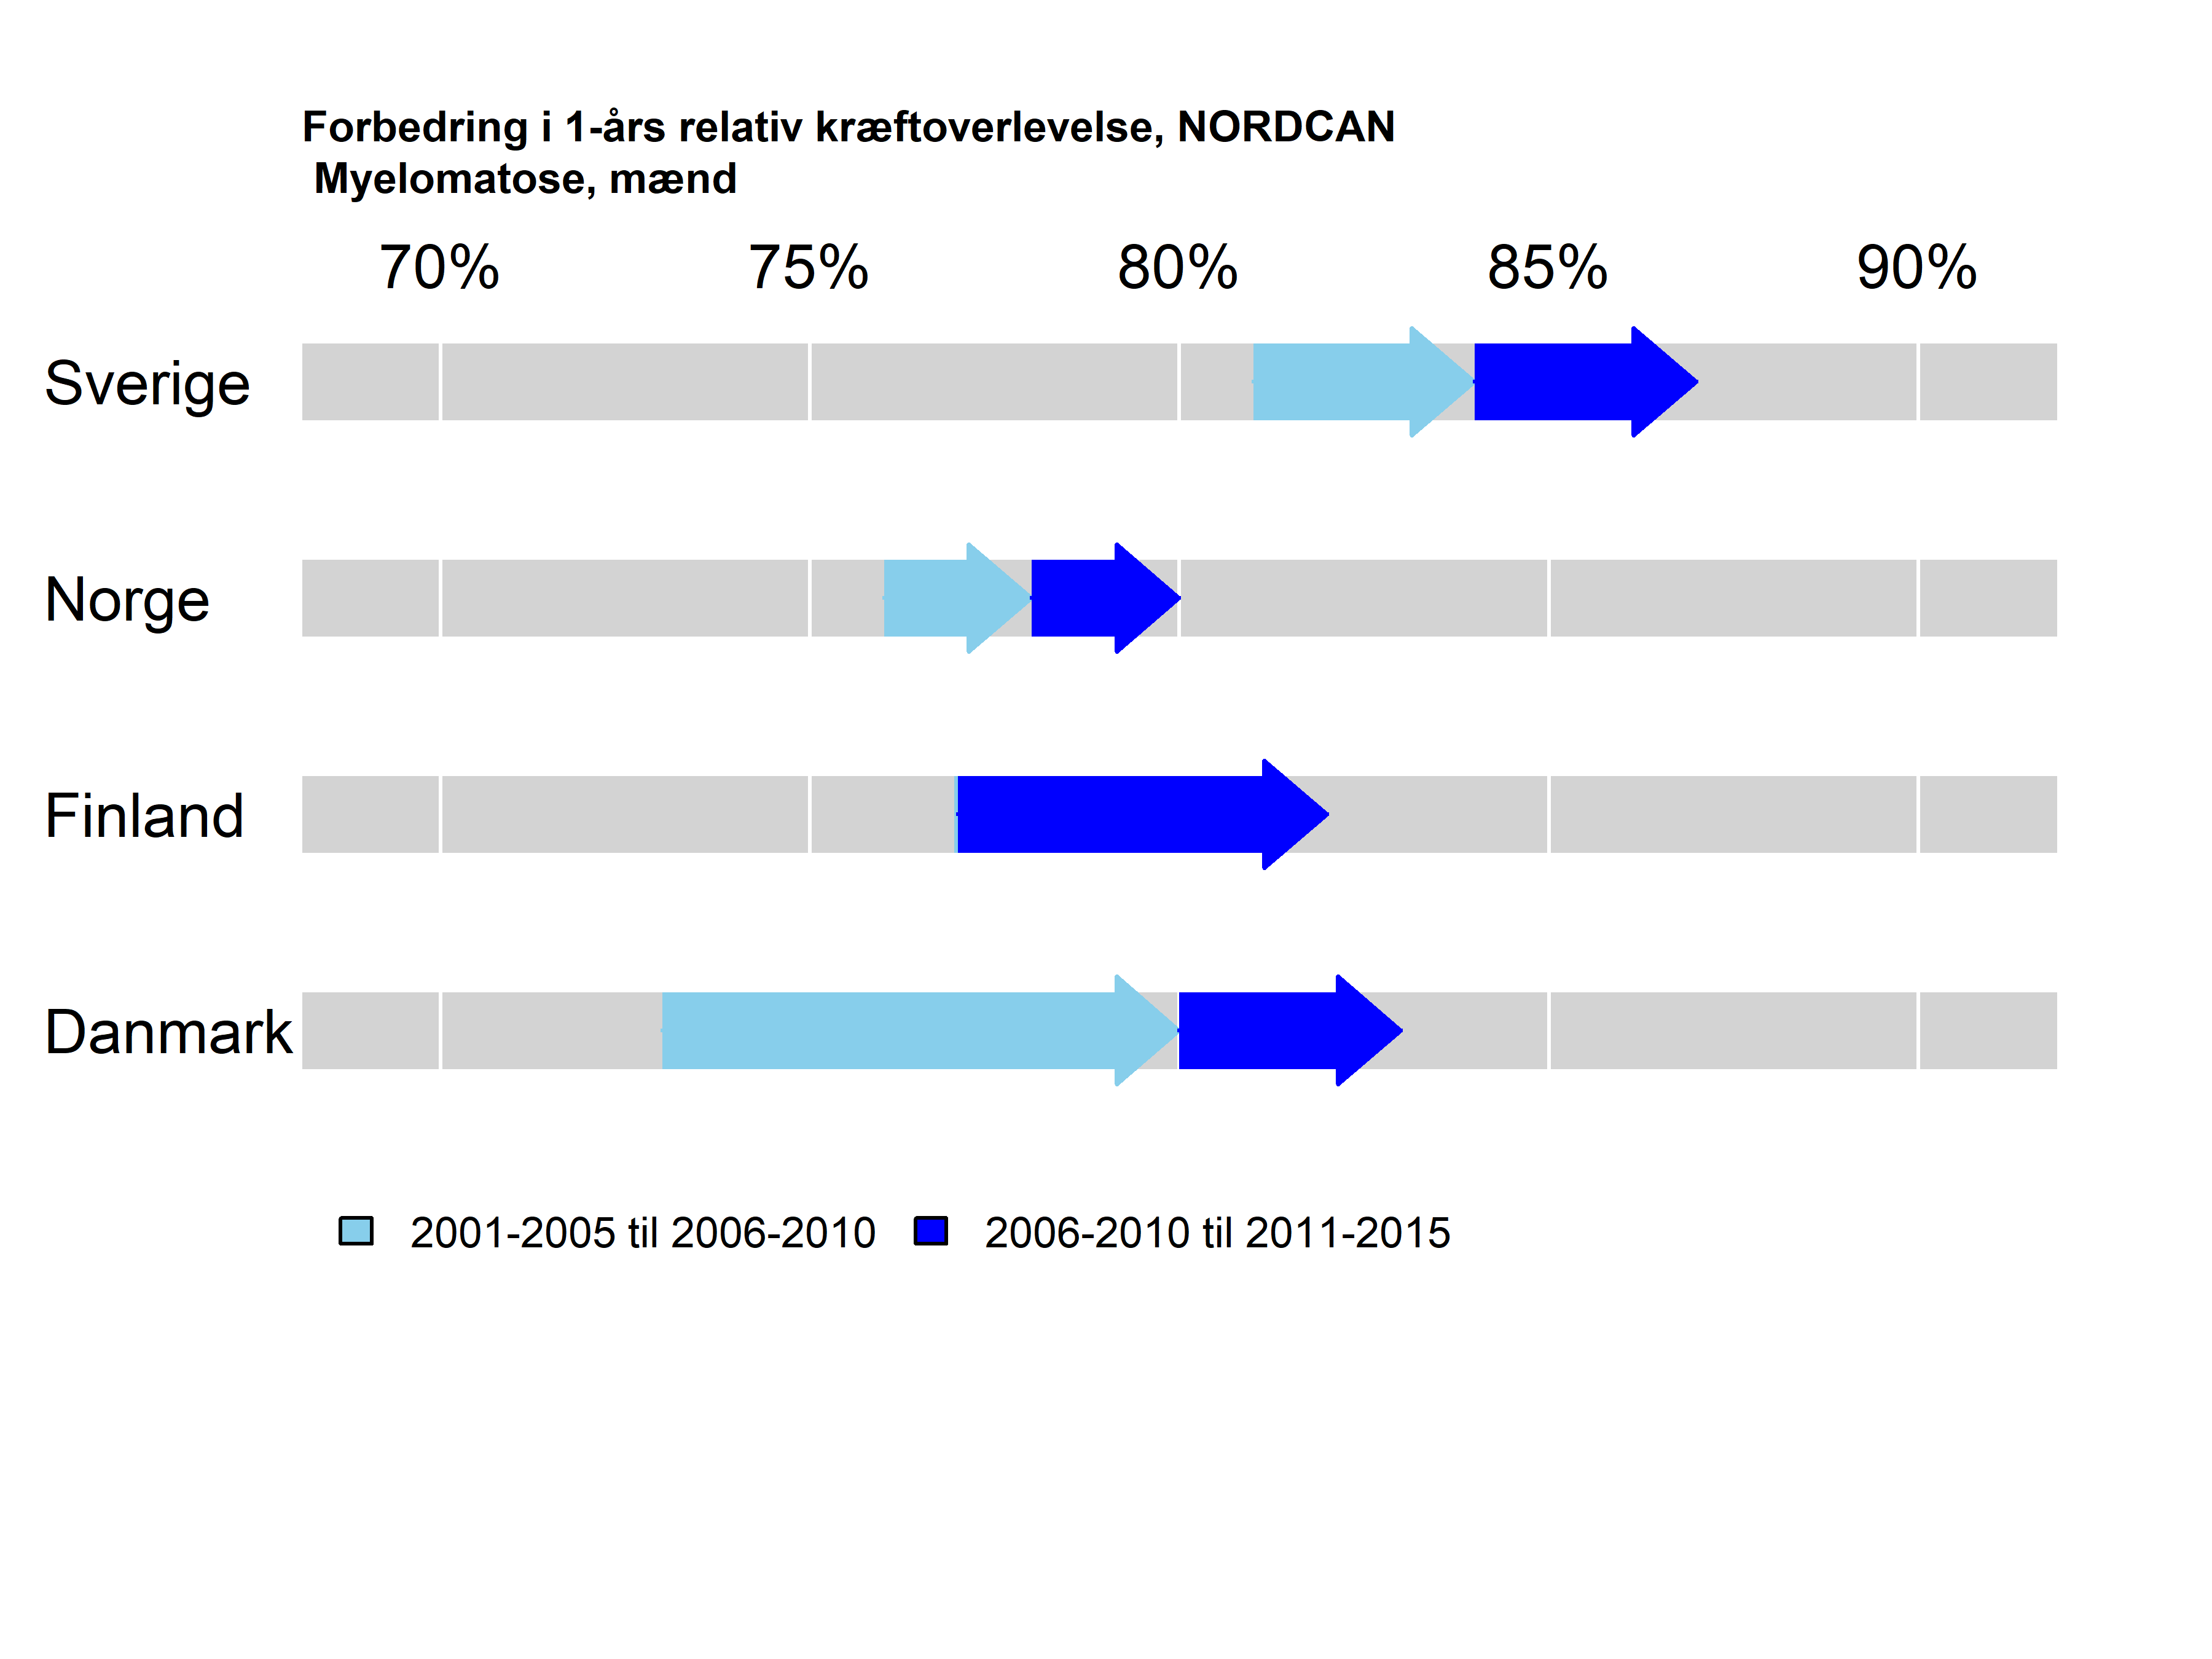 Forbedring i 1-års relativ kræftoverlevelse, NORDCAN
Myelomatose, mænd
70% 75% 80% 85% 90%
Sverige
Norge
Finland
Danmark
2001-2005 til 2006-2010 2006-2010 til 2011-2015